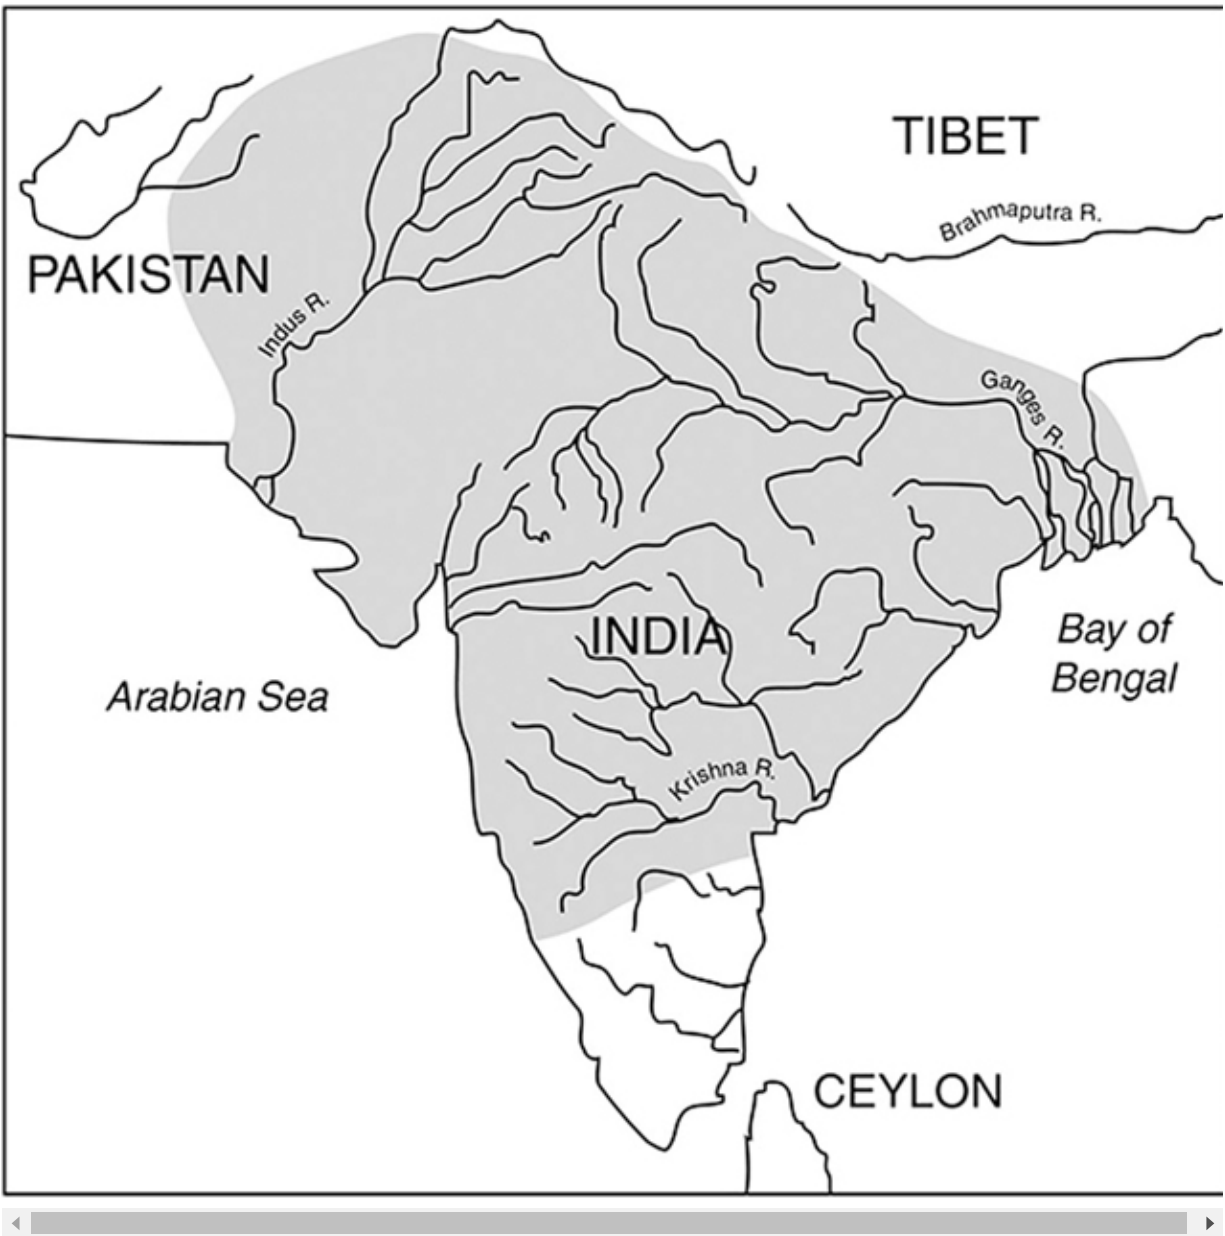 TIBET
Brahmaputra R.
PAKISTAN
Indus R.
Ganges R.
INDIA
Bay of
Bengal
Arabian Sea
Krishna R.
CEYLON